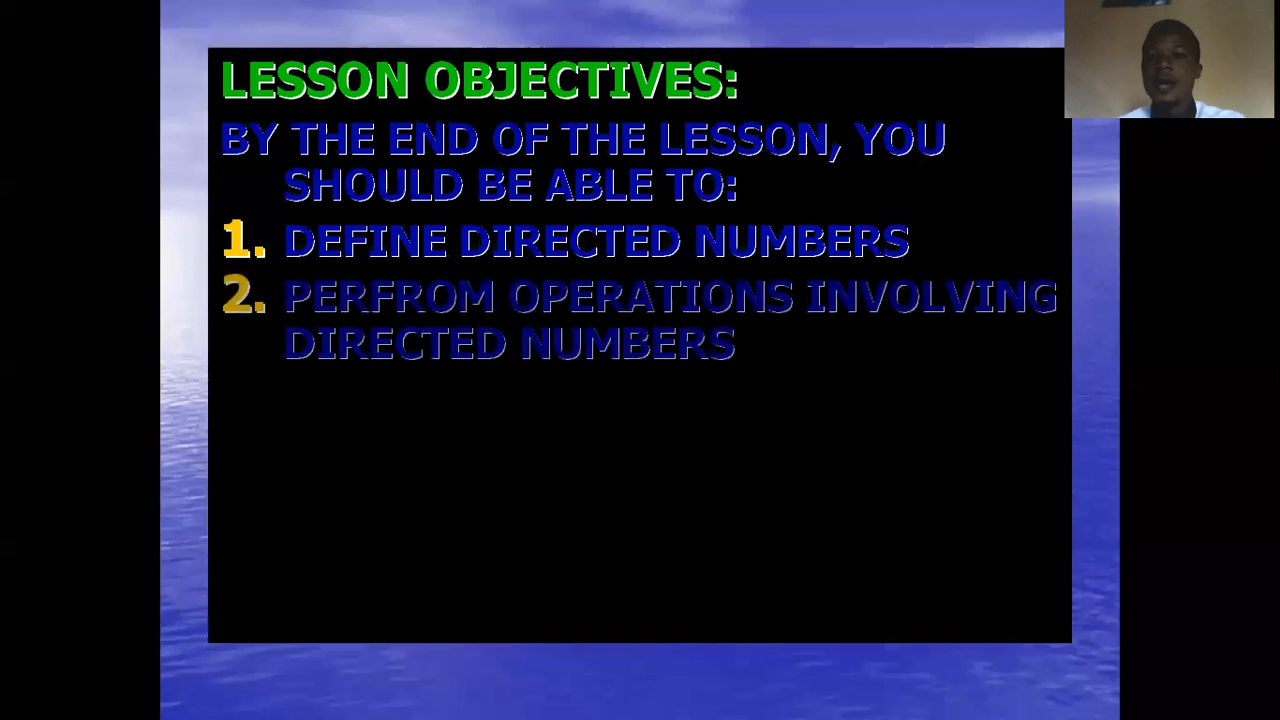 LESSON OBJECTIVES:
BY THE END OF THE LESSON, YOU
SHOULD BE ABLE TO:
1. DEFINE DIRECTED NUMBERS
2. PERFROM OPERATIONS INVOLVING
DIRECTED NUMBERS